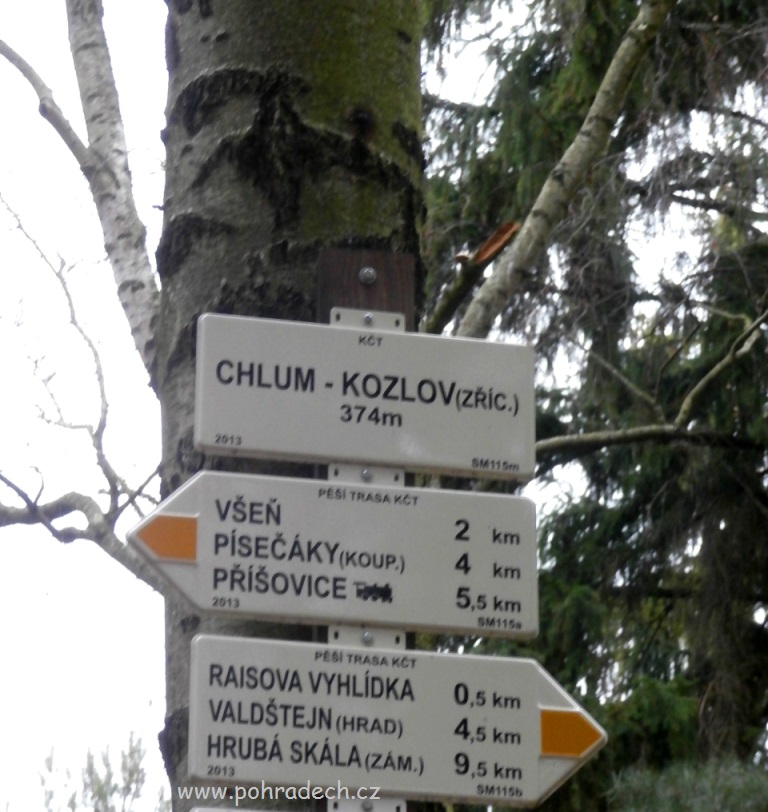 KČT
CHLUM - KOZLOV(ZŘÍC.)
374m
2013 SM115m
PĚŠÍ TRASA KČT
VŠEŇ 2 km
PÍSEČÁKY(KOUP.) 4 km
PŘÍŠOVICE 5,5 km
2013 SM115a
PĚŠÍ TRASA KČT
RAISOVA VYHLÍDKA 0,5 km
VALDŠTEJN(HRAD) 4,5 km
HRUBÁ SKÁLA(ZÁM.) 9,5 km
2013 SM115b
www.pohradech.cz